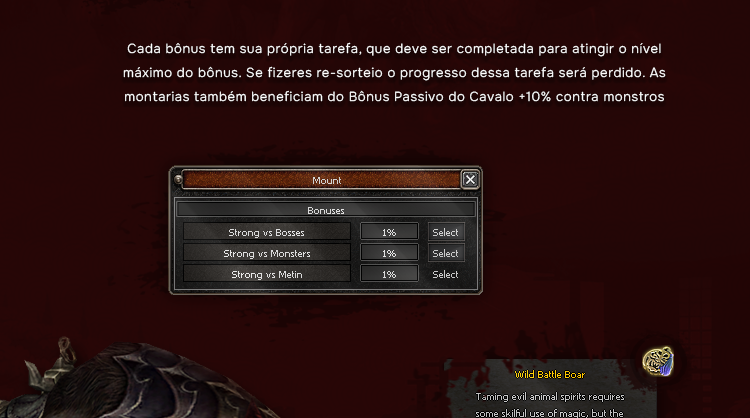 Cada bônus tem sua própria tarefa, que deve ser completada para atingir o nível
máximo do bônus. Se fizeres re-sorteio o progresso dessa tarefa será perdido. As
montarias também beneficiam do Bônus Passivo do Cavalo +10% contra monstros
Mount
Bonuses
Strong vs Bosses 1% Select
Strong vs Monsters 1% Select
Strong vs Metin 1% Select
Wild Battle Boar
Taming evil animal spirits requires
some skilful use of magic, but the